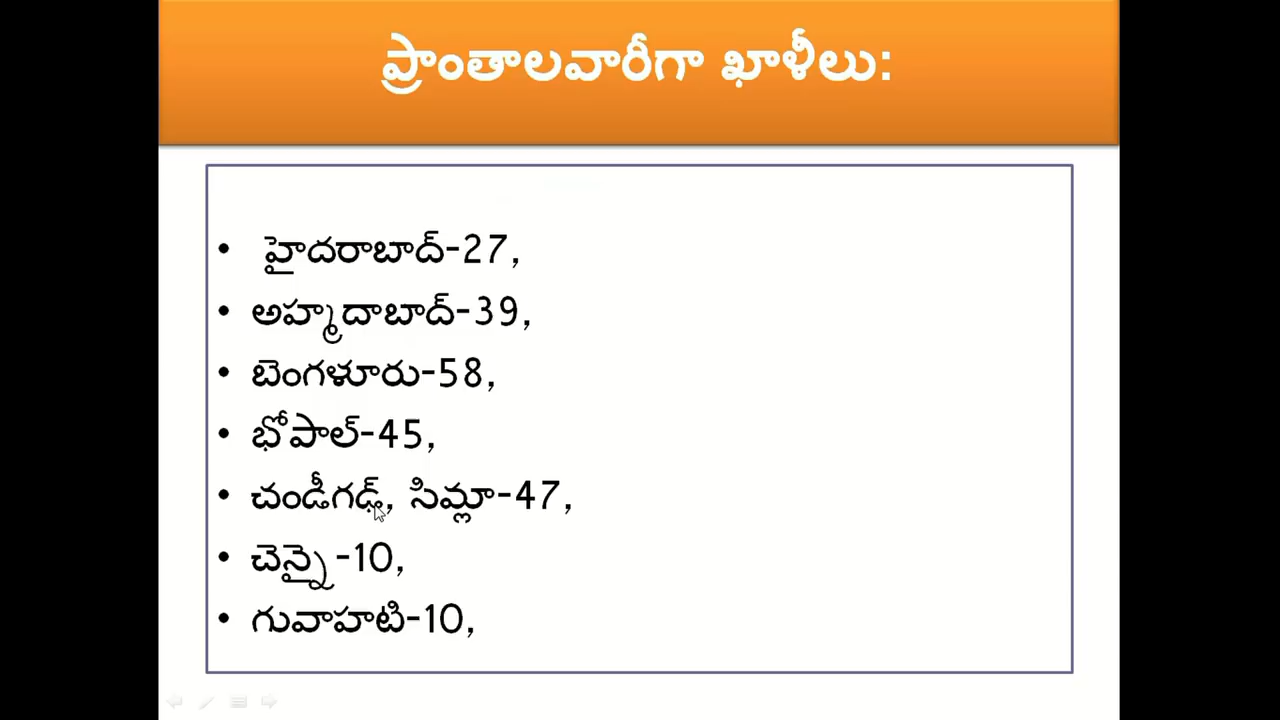 ప్రాంతాలవారీగా ఖాళీలు:
• హైదరాబాద్-27,
• అహ్మదాబాద్-39,
• బెంగళూరు-58,
• భోపాల్-45,
• చండీగఢ్, సిమ్లా-47,
• చెన్నై-10,
• గువాహటి-10,